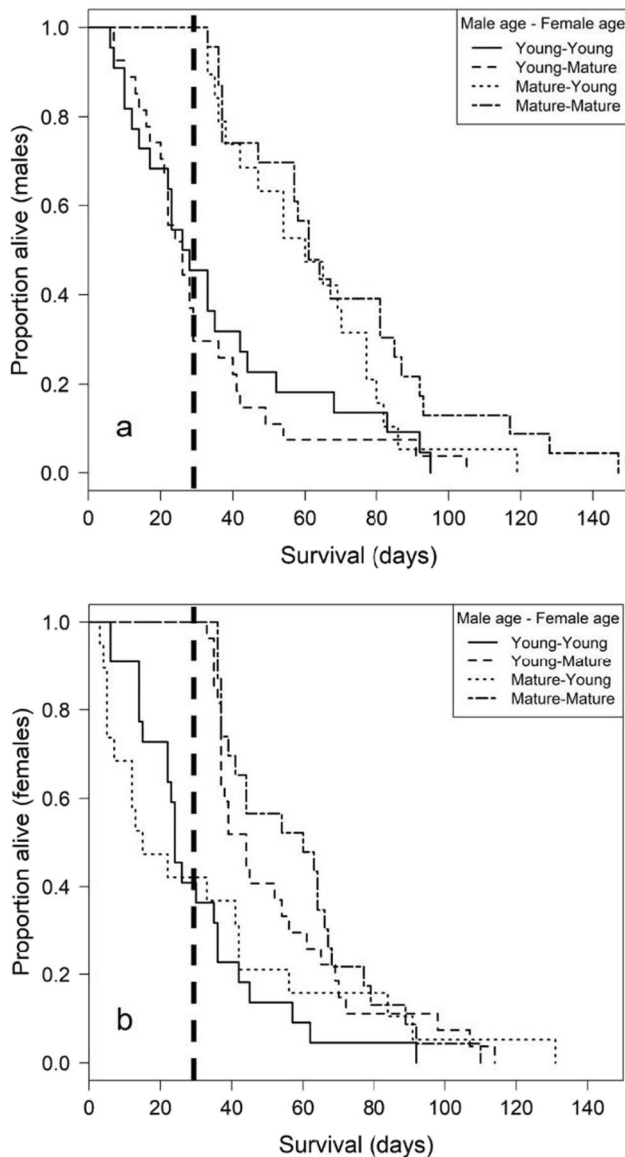 Male age - Female age
Young-Young
Young-Mature
Mature-Young
Mature-Mature
Proportion alive (males)
1.0
0.8
0.6
0.4
0.2
0.0
a
0 20 40 60 80 100 120 140
Survival (days)
Male age - Female age
Young-Young
Young-Mature
Mature-Young
Mature-Mature
Proportion alive (females)
1.0
0.8
0.6
0.4
0.2
0.0
b
0 20 40 60 80 100 120 140
Survival (days)